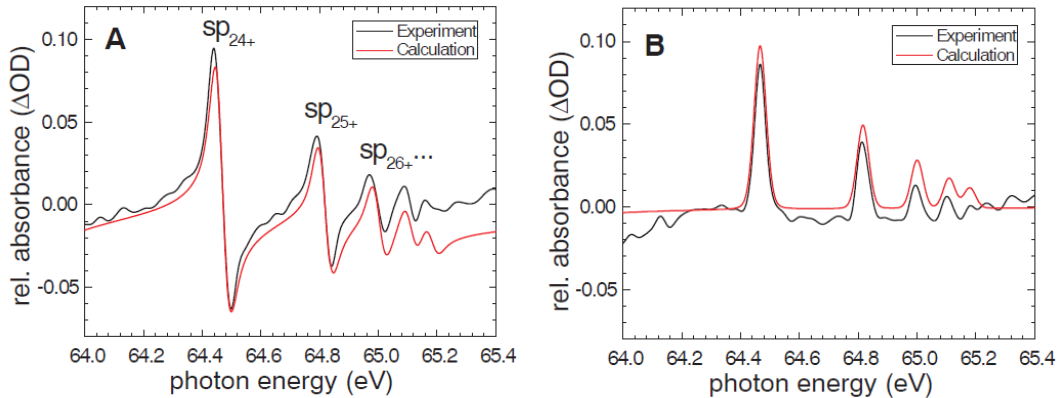 A
sp24+
sp25+
sp26+...
Experiment
Calculation
rel. absorbance (ΔOD)
0.10
0.05
0.00
-0.05
64.0 64.2 64.4 64.6 64.8 65.0 65.2 65.4
photon energy (eV)
B
Experiment
Calculation
rel. absorbance (ΔOD)
0.10
0.05
0.00
-0.05
64.0 64.2 64.4 64.6 64.8 65.0 65.2 65.4
photon energy (eV)